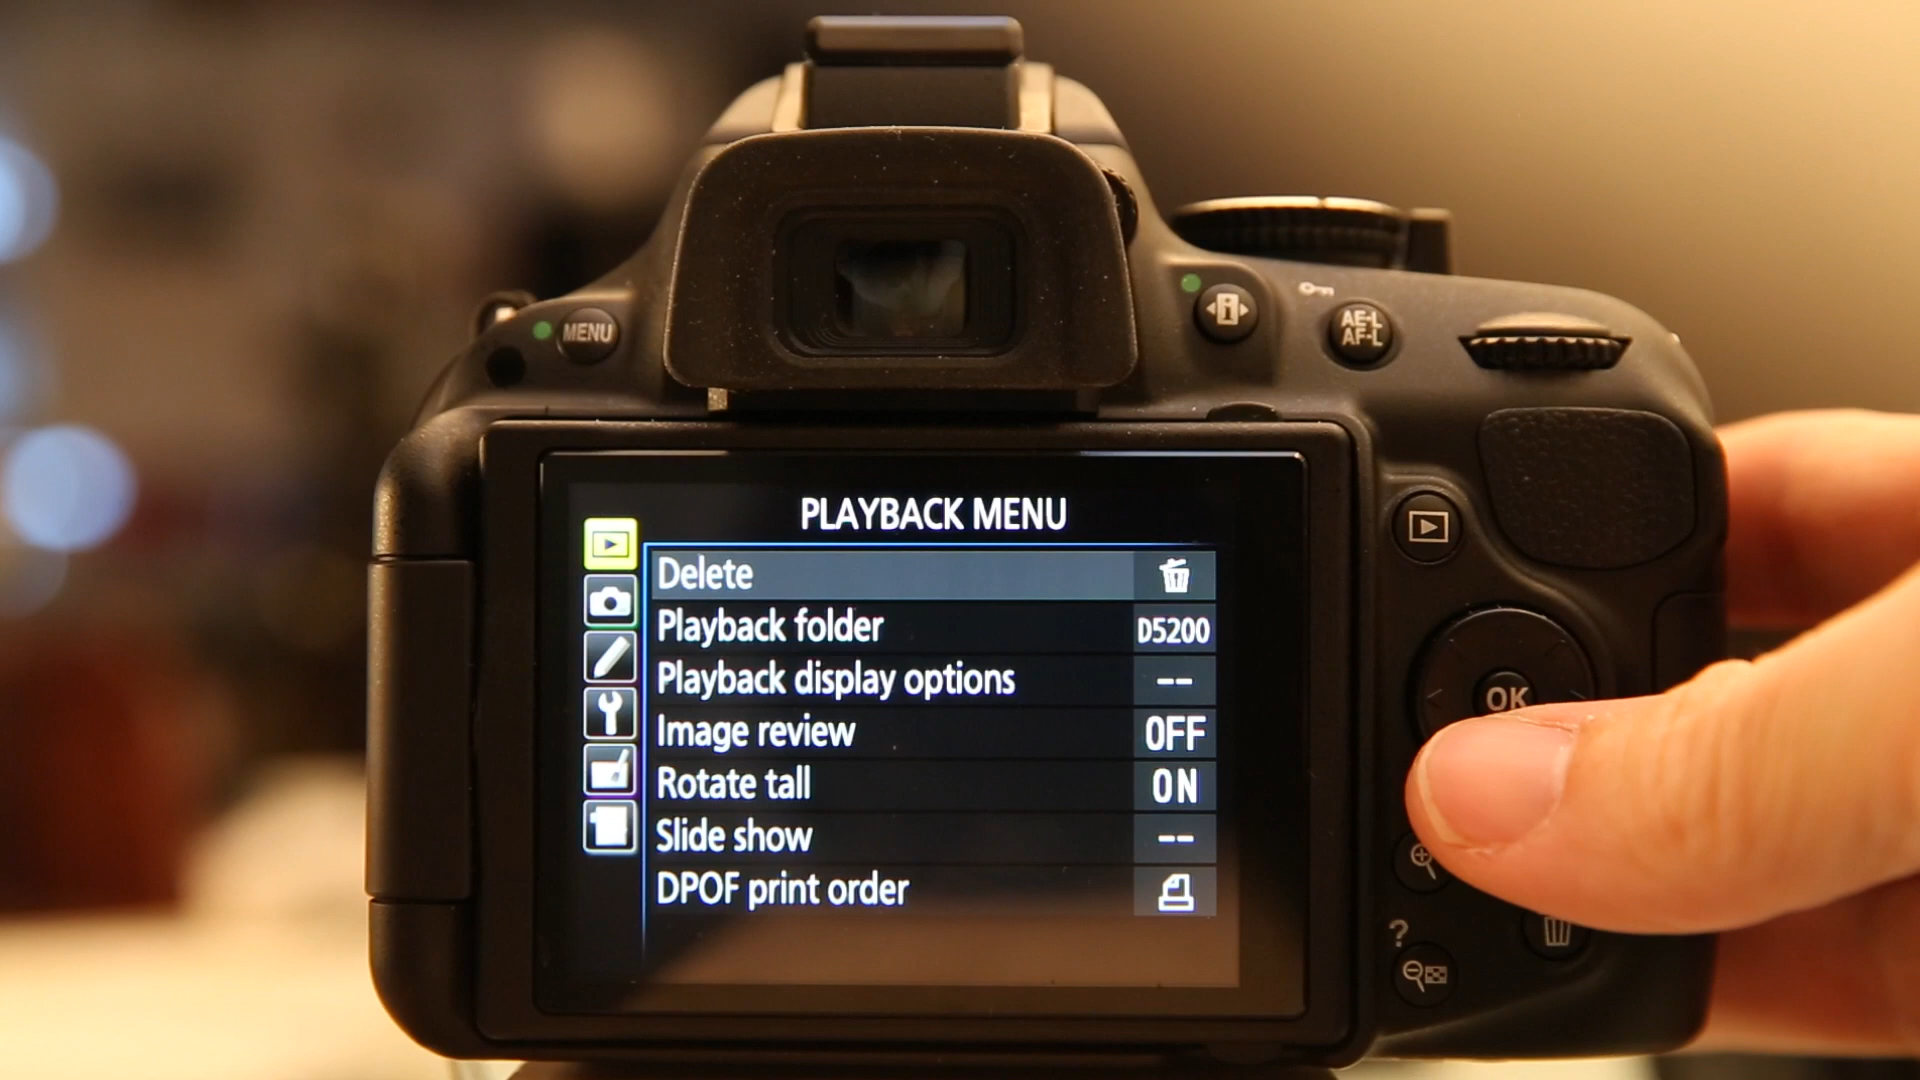 MENU
AE-L
AF-L
PLAYBACK MENU
Delete
Playback folder D5200
Playback display options --
Image review OFF
Rotate tall ON
Slide show --
DPOF print order
OK
?